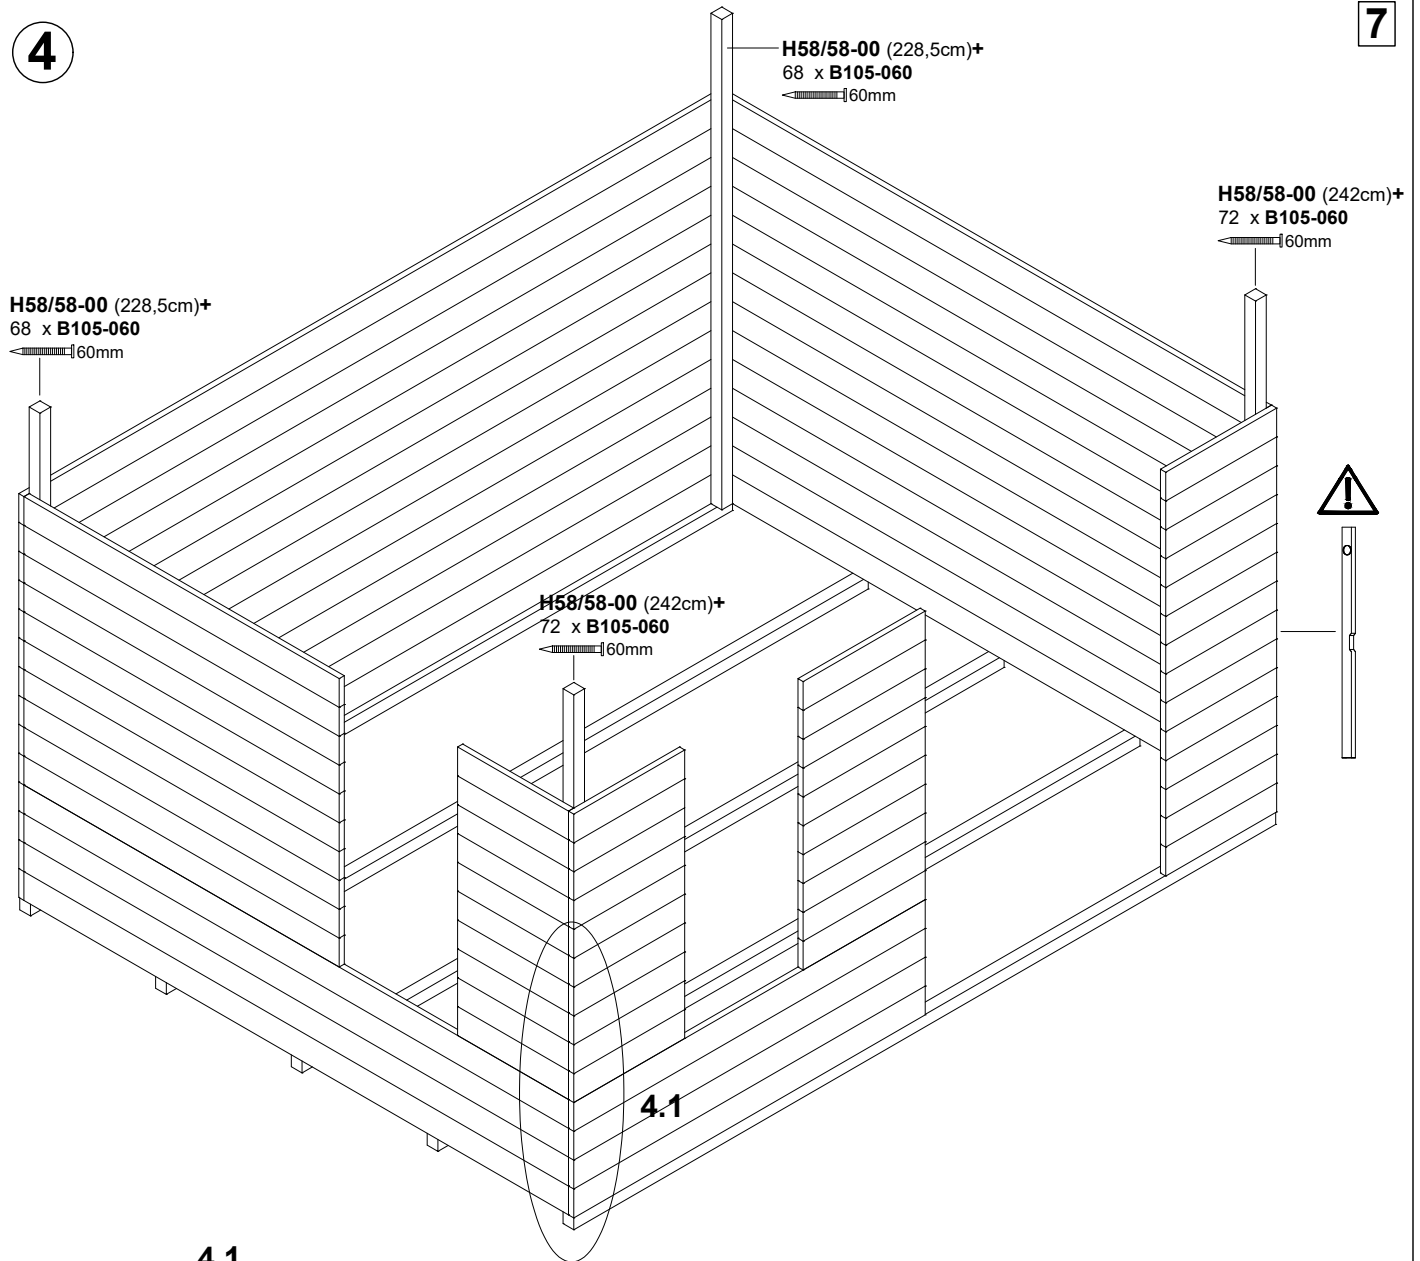 4
7
H58/58-00 (228,5cm)+
68 x B105-060
60mm
H58/58-00 (242cm)+
72 x B105-060
60mm
H58/58-00 (228,5cm)+
68 x B105-060
60mm
H58/58-00 (242cm)+
72 x B105-060
60mm
4.1
4.1